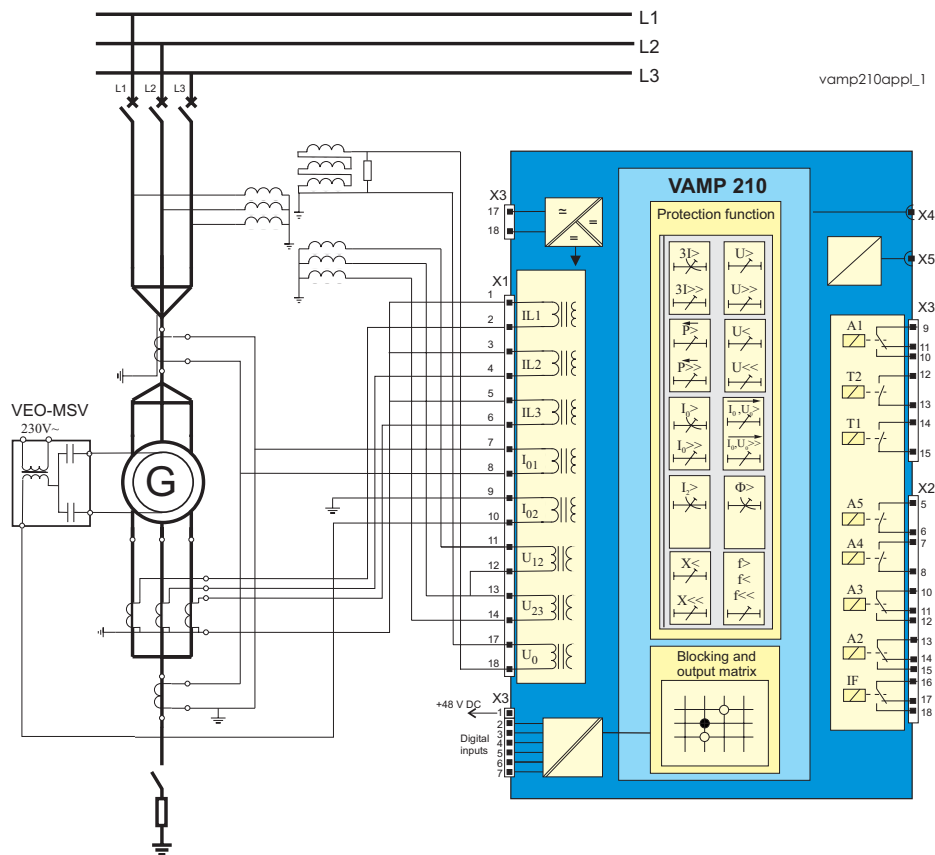 L1
L2
L3
vamp210appl_1
L1
L2
L3
VAMP 210
Protection function
X3
17
18
≃
=
=
X4
X5
X1
1
2
3
4
5
6
7
8
9
10
11
12
13
14
17
18
IL1
IL2
IL3
I01
I02
U12
U23
U0
3I>
3I>>
U>
U>>
P>
P>>
U<
U<<
I0>
I0>>
I0,U0>
I0,U0>>
I2>
Φ>
X<
X<<
f>
f<
f<<
X3
A1
9
11
10
T2
12
13
T1
14
15
X2
A5
5
6
A4
7
8
A3
10
11
12
A2
13
14
15
IF
16
17
18
VEO-MSV
230V~
G
Blocking and
output matrix
X3
+48 V DC
1
2
3
4
5
6
7
Digital
inputs